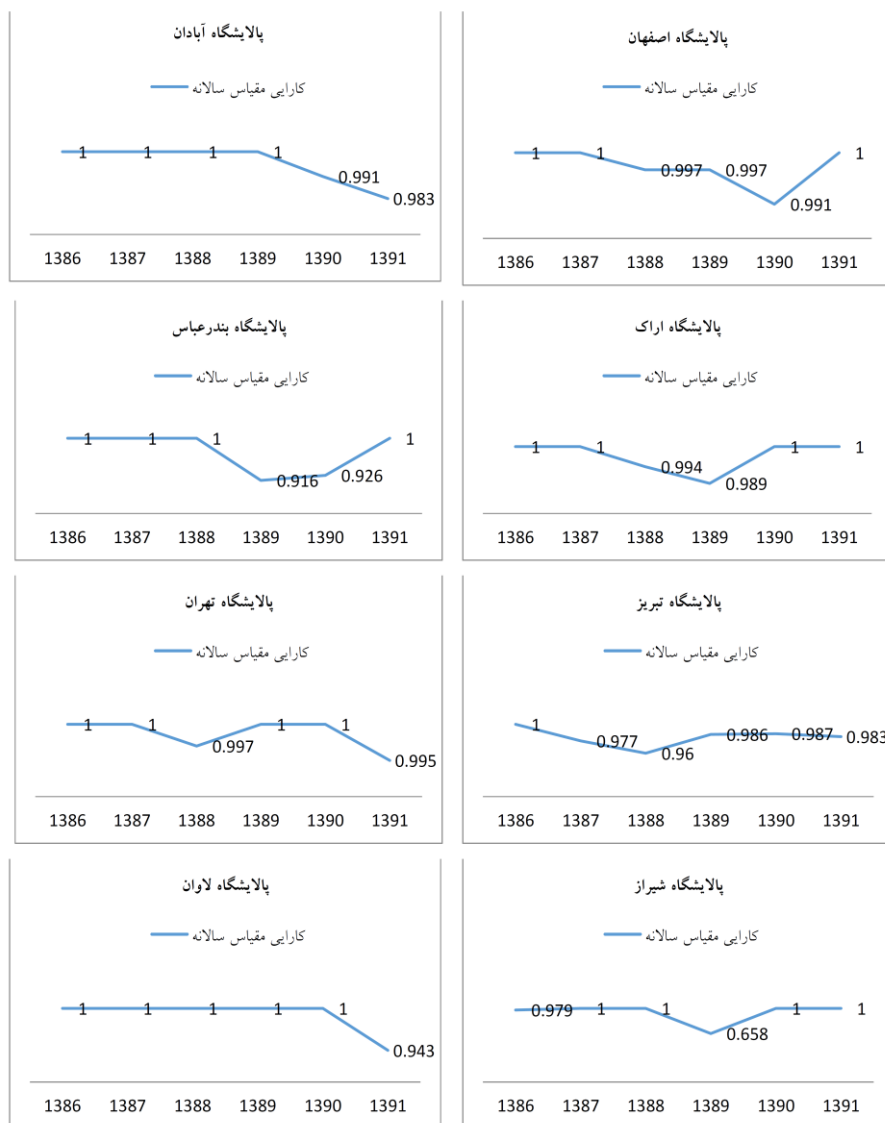 پالایشگاه آبادان
کارایی مقیاس سالانه
1 1 1 1 0.991 0.983
1386 1387 1388 1389 1390 1391
پالایشگاه اصفهان
کارایی مقیاس سالانه
1 1 0.997 0.997 0.991 1
1386 1387 1388 1389 1390 1391
پالایشگاه بندرعباس
کارایی مقیاس سالانه
1 1 1 0.916 0.926 1
1386 1387 1388 1389 1390 1391
پالایشگاه اراک
کارایی مقیاس سالانه
1 1 0.994 0.989 1 1
1386 1387 1388 1389 1390 1391
پالایشگاه تهران
کارایی مقیاس سالانه
1 1 0.997 1 1 0.995
1386 1387 1388 1389 1390 1391
پالایشگاه تبریز
کارایی مقیاس سالانه
1 0.977 0.96 0.986 0.987 0.983
1386 1387 1388 1389 1390 1391
پالایشگاه لاوان
کارایی مقیاس سالانه
1 1 1 1 1 0.943
1386 1387 1388 1389 1390 1391
پالایشگاه شیراز
کارایی مقیاس سالانه
0.979 1 1 0.658 1 1
1386 1387 1388 1389 1390 1391